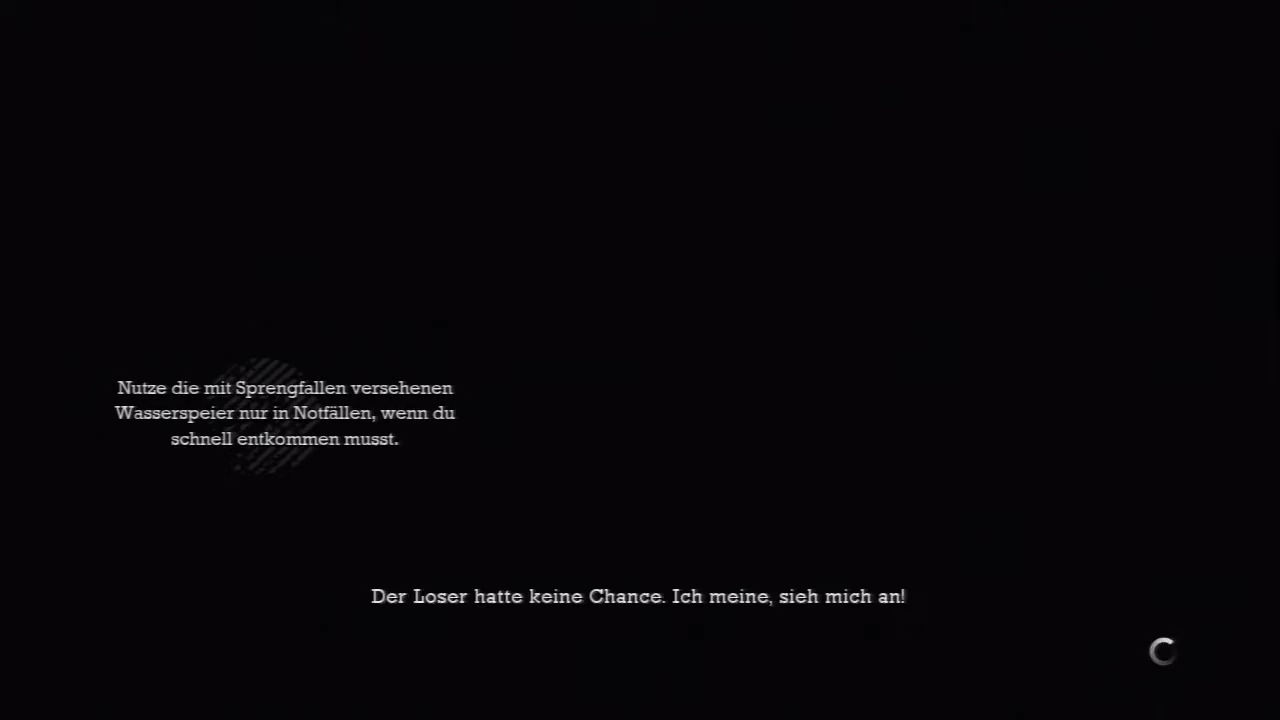 Nutze die mit Sprengfallen versehenen
Wasserspeier nur in Notfällen, wenn du
schnell entkommen musst.
Der Loser hatte keine Chance. Ich meine, sieh mich an!